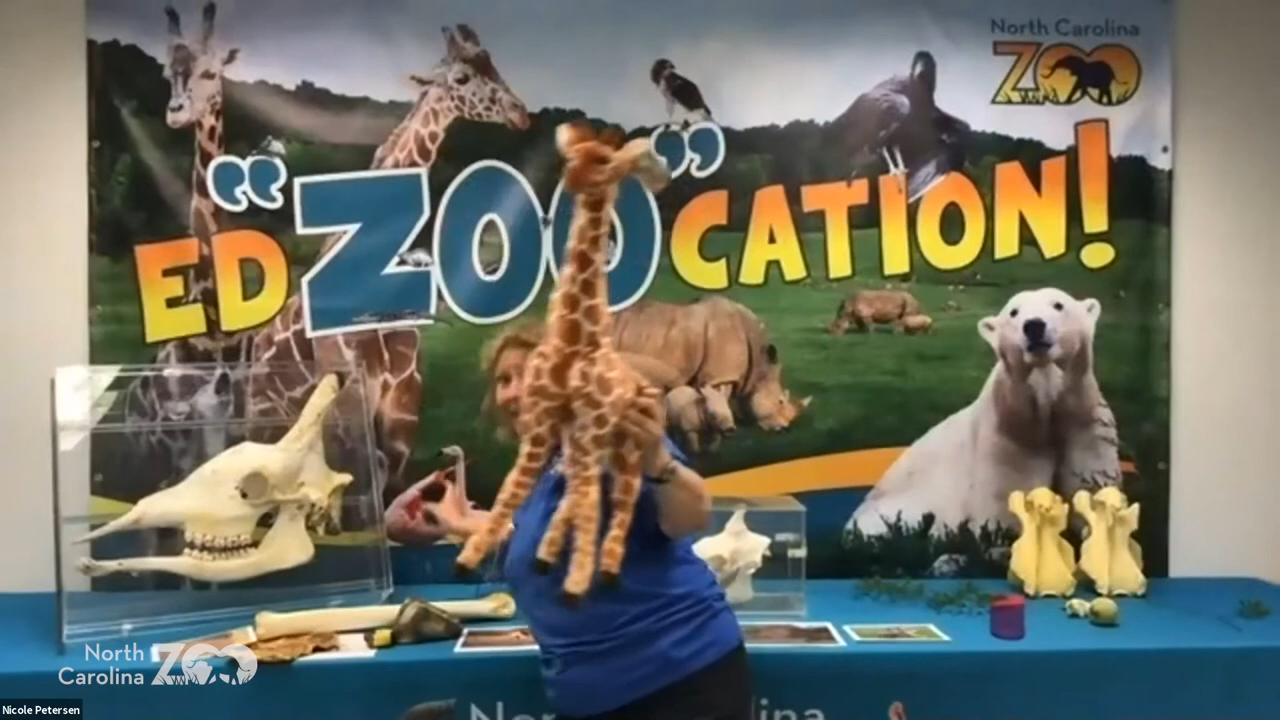 North Carolina
ZOO
ED"ZOO"CATION!
North
Carolina ZOO
Nicole Petersen